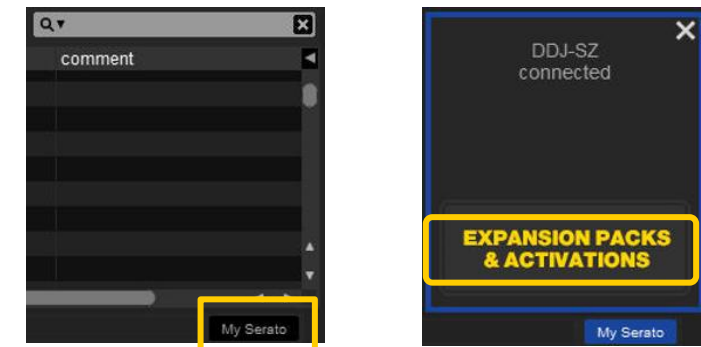 comment
My Serato
DDJ-SZ
connected
EXPANSION PACKS
& ACTIVATIONS
My Serato